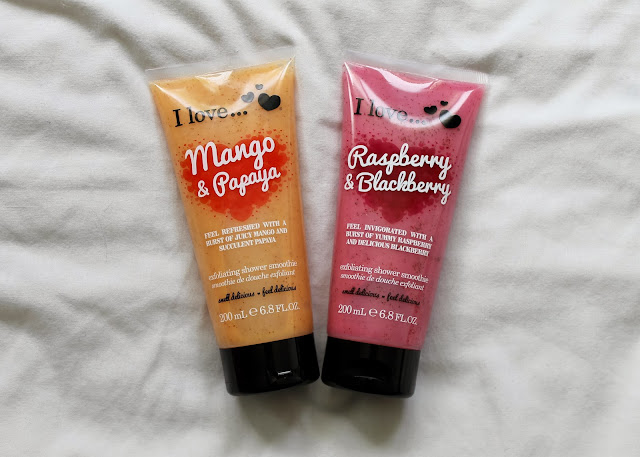 I love...
Mango
& Papaya
FEEL REFRESHED WITH A
BURST OF JUICY MANGO AND
SUCCULENT PAPAYA
exfoliating shower smoothie
smoothie de douche exfoliant
smell delicious • feel delicious
200 mL ℮ 6.8 FL.OZ.
I love...
Raspberry
& Blackberry
FEEL INVIGORATED WITH A
BURST OF YUMMY RASPBERRY
AND DELICIOUS BLACKBERRY
exfoliating shower smoothie
smoothie de douche exfoliant
smell delicious • feel delicious
200 mL ℮ 6.8 FL.OZ.